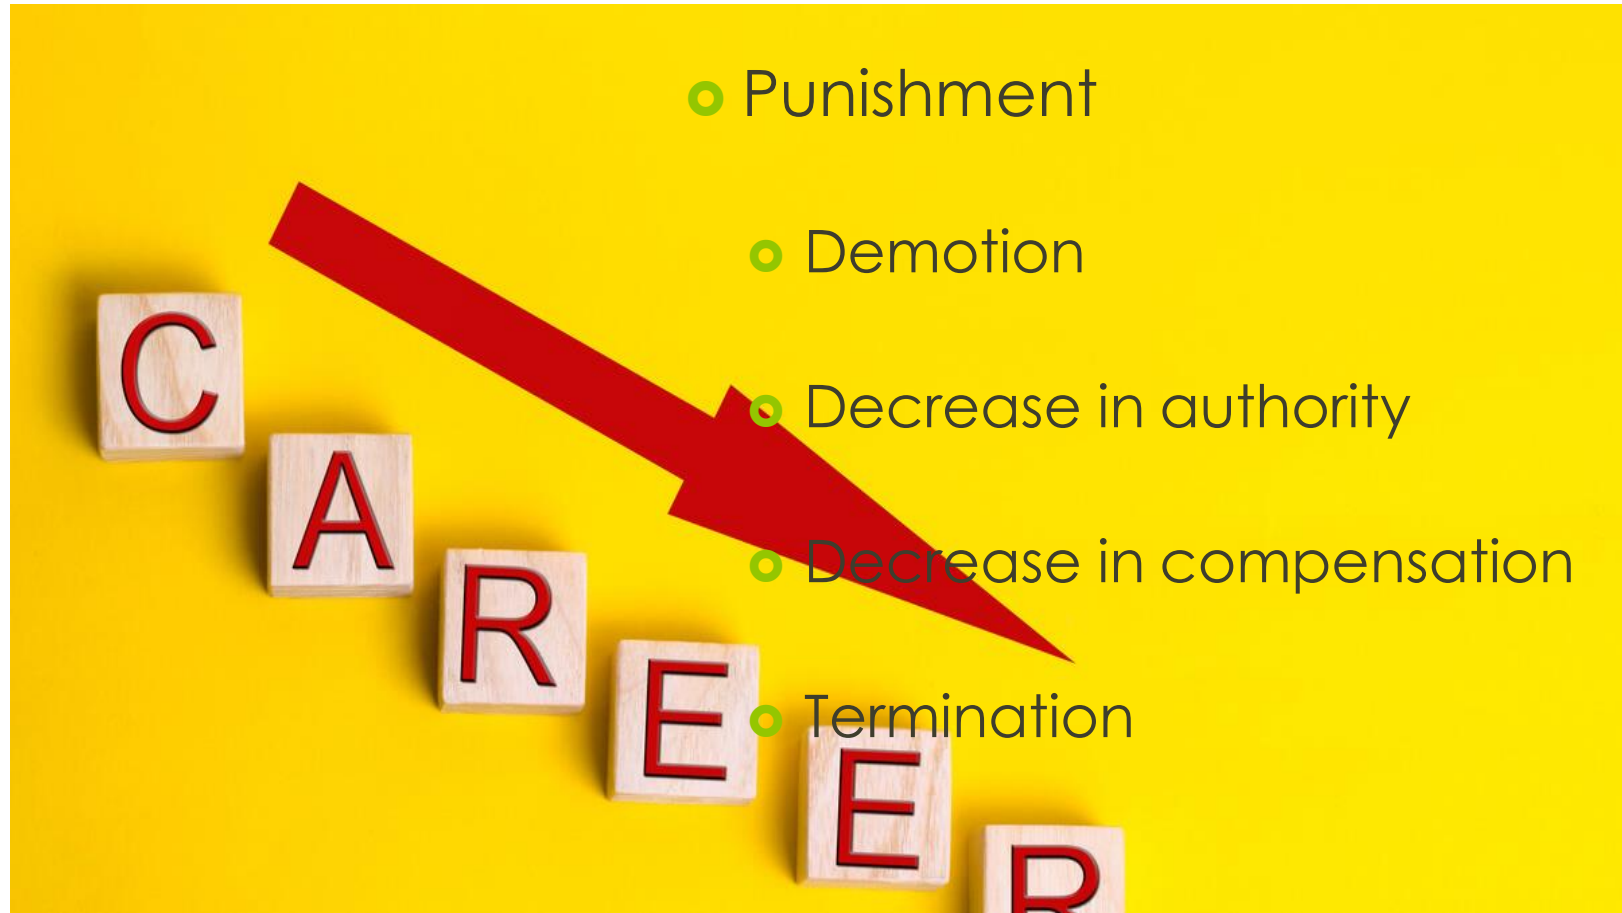 Punishment
Demotion
Decrease in authority
Decrease in compensation
Termination
CAREER